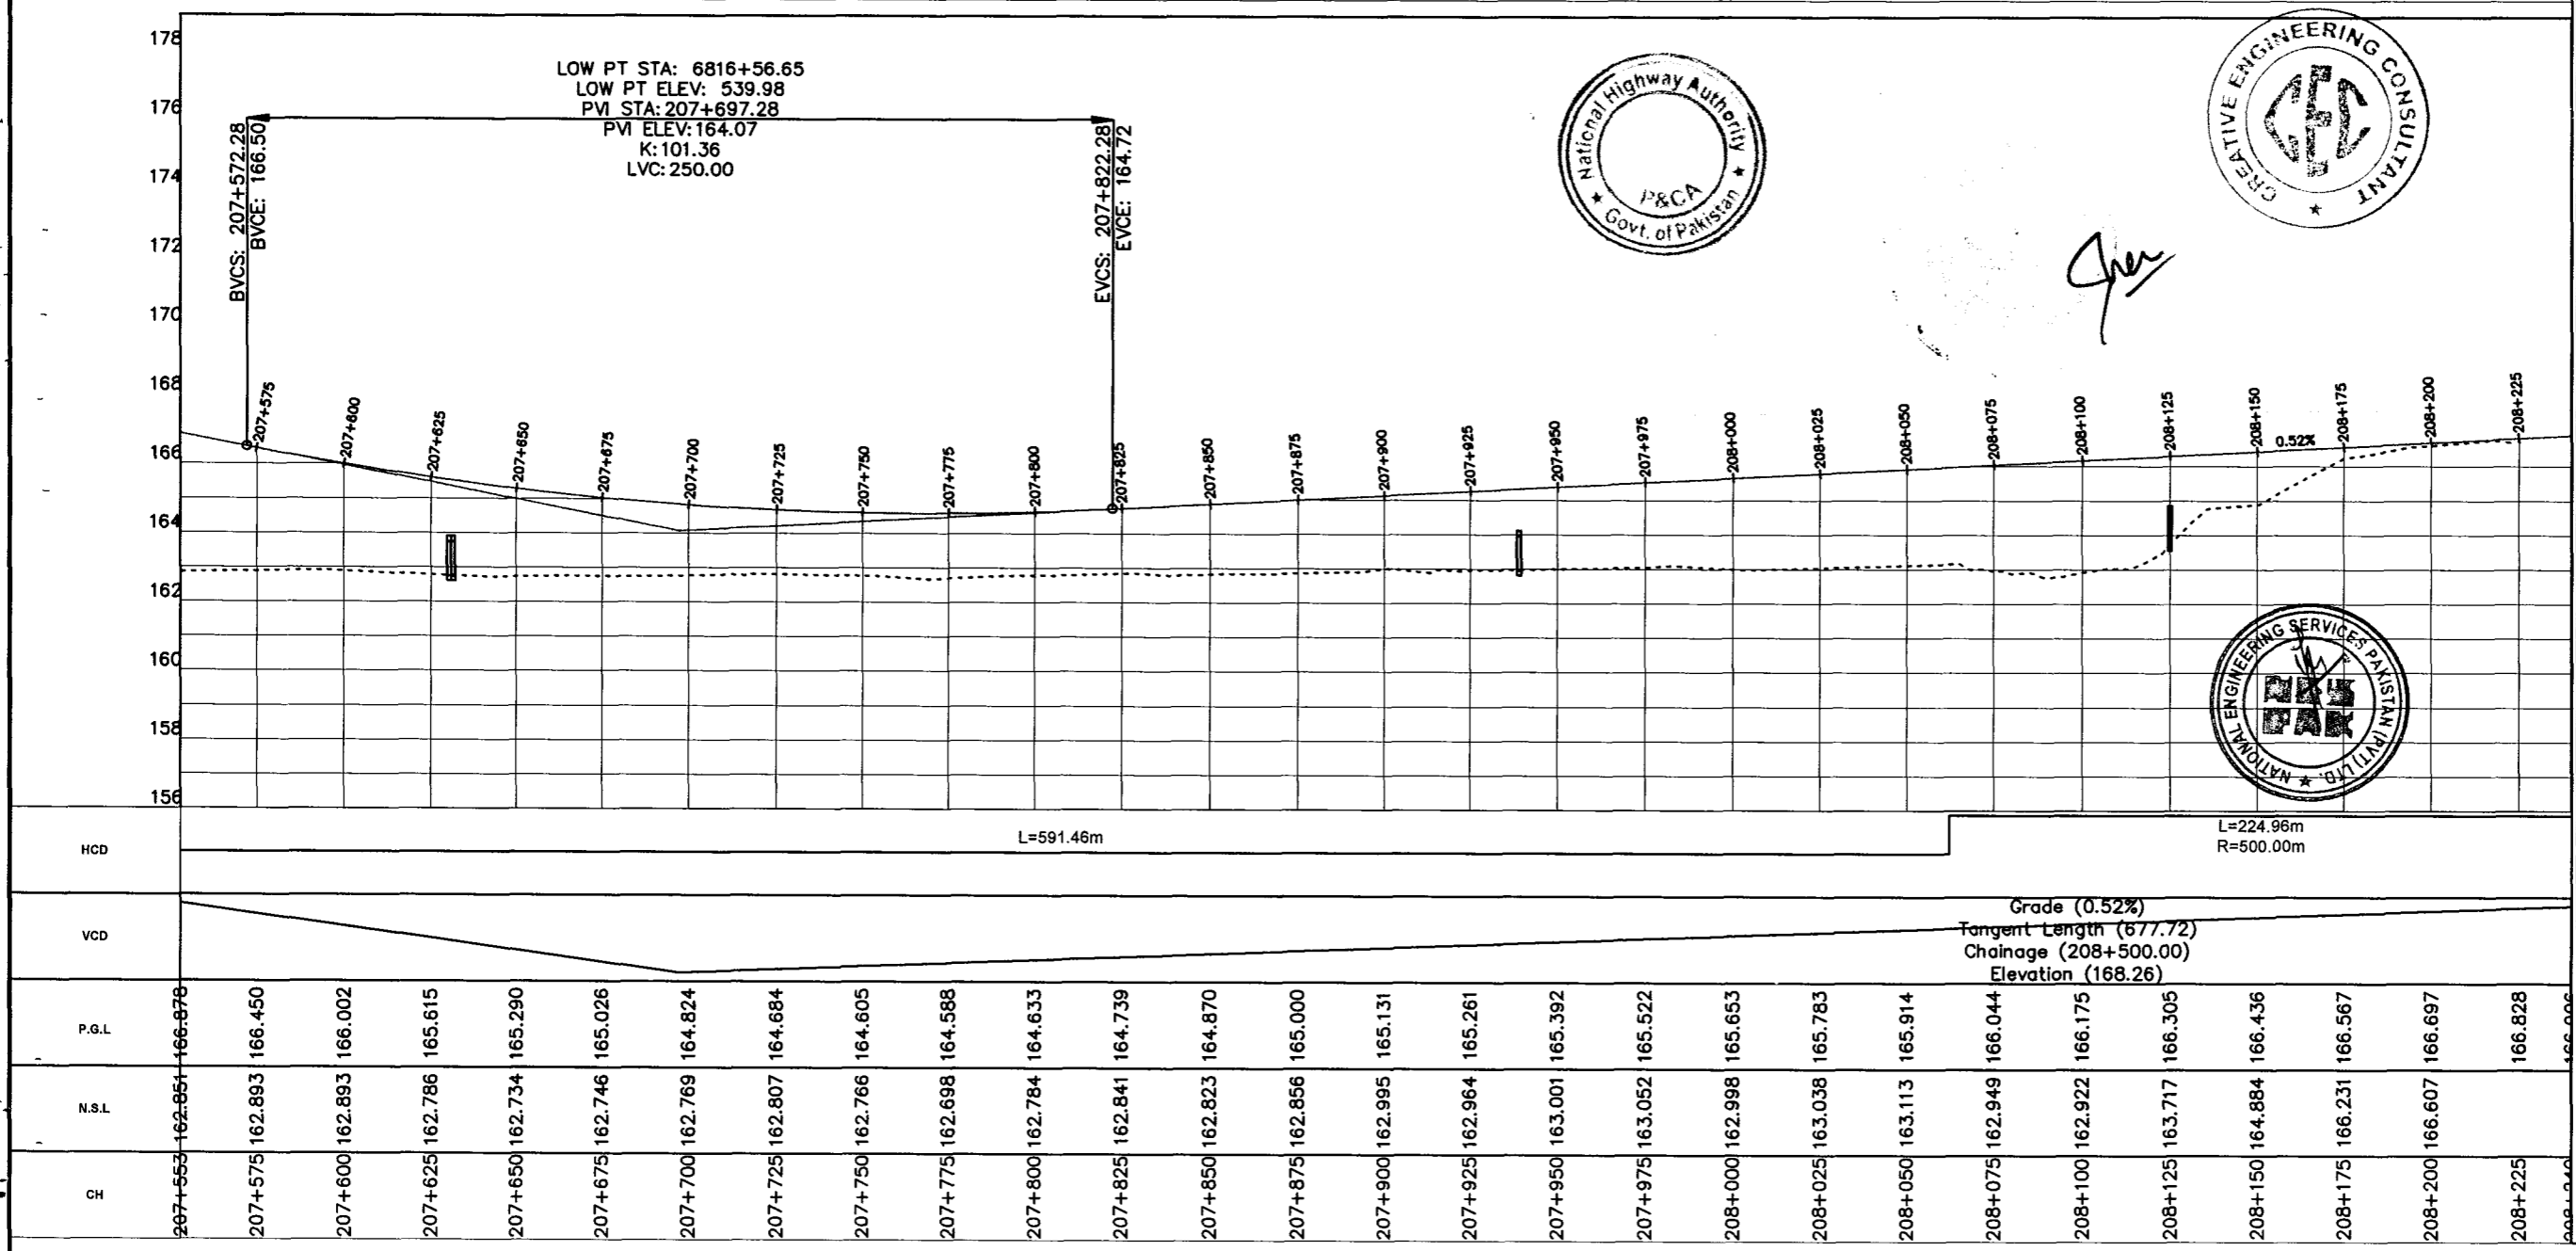 178
176
174
172
170
168
166
164
162
160
158
156
LOW PT STA: 6816+56.65
LOW PT ELEV: 539.98
PVI STA: 207+697.28
PVI ELEV: 164.07
K: 101.36
LVC: 250.00
BVCS: 207+572.28
BVCE: 166.50
EVCS: 207+822.28
EVCE: 164.72
National Highway Authority
P&CA
★ Govt. of Pakistan ★
CREATIVE ENGINEERING CONSULTANT ★
CEC
207+575
207+600
207+625
207+650
207+675
207+700
207+725
207+750
207+775
207+800
207+825
207+850
207+875
207+900
207+925
207+950
207+975
208+000
208+025
208+050
208+075
208+100
208+125
208+150
0.52%
208+175
208+200
208+225
NATIONAL ENGINEERING SERVICES PAKISTAN (PVT) LTD. ★
HCD
L=591.46m
L=224.96m
R=500.00m
VCD
Grade (0.52%)
Tangent Length (677.72)
Chainage (208+500.00)
Elevation (168.26)
P.G.L 166.878 166.450 166.002 165.615 165.290 165.026 164.824 164.684 164.605 164.588 164.633 164.739 164.870 165.000 165.131 165.261 165.392 165.522 165.653 165.783 165.914 166.044 166.175 166.305 166.436 166.567 166.697 166.828
N.S.L 162.851 162.893 162.893 162.786 162.734 162.746 162.769 162.807 162.766 162.698 162.784 162.841 162.823 162.856 162.995 162.964 163.001 163.052 162.998 163.038 163.113 162.949 162.922 163.717 164.884 166.231 166.607
CH 207+553 207+575 207+600 207+625 207+650 207+675 207+700 207+725 207+750 207+775 207+800 207+825 207+850 207+875 207+900 207+925 207+950 207+975 208+000 208+025 208+050 208+075 208+100 208+125 208+150 208+175 208+200 208+225